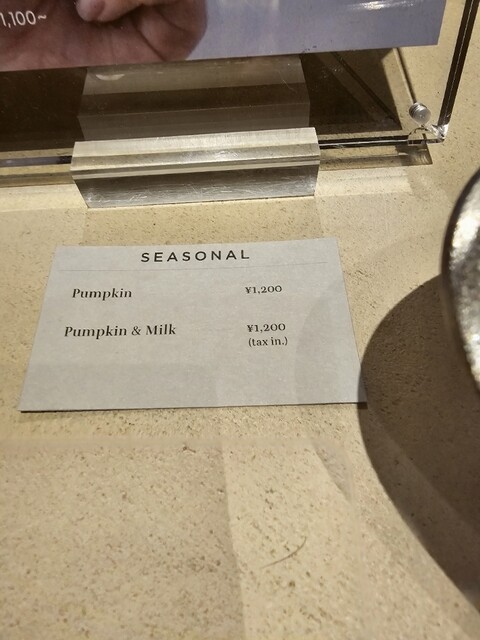 1,100~
SEASONAL
Pumpkin ¥1,200
Pumpkin & Milk ¥1,200
(tax in.)